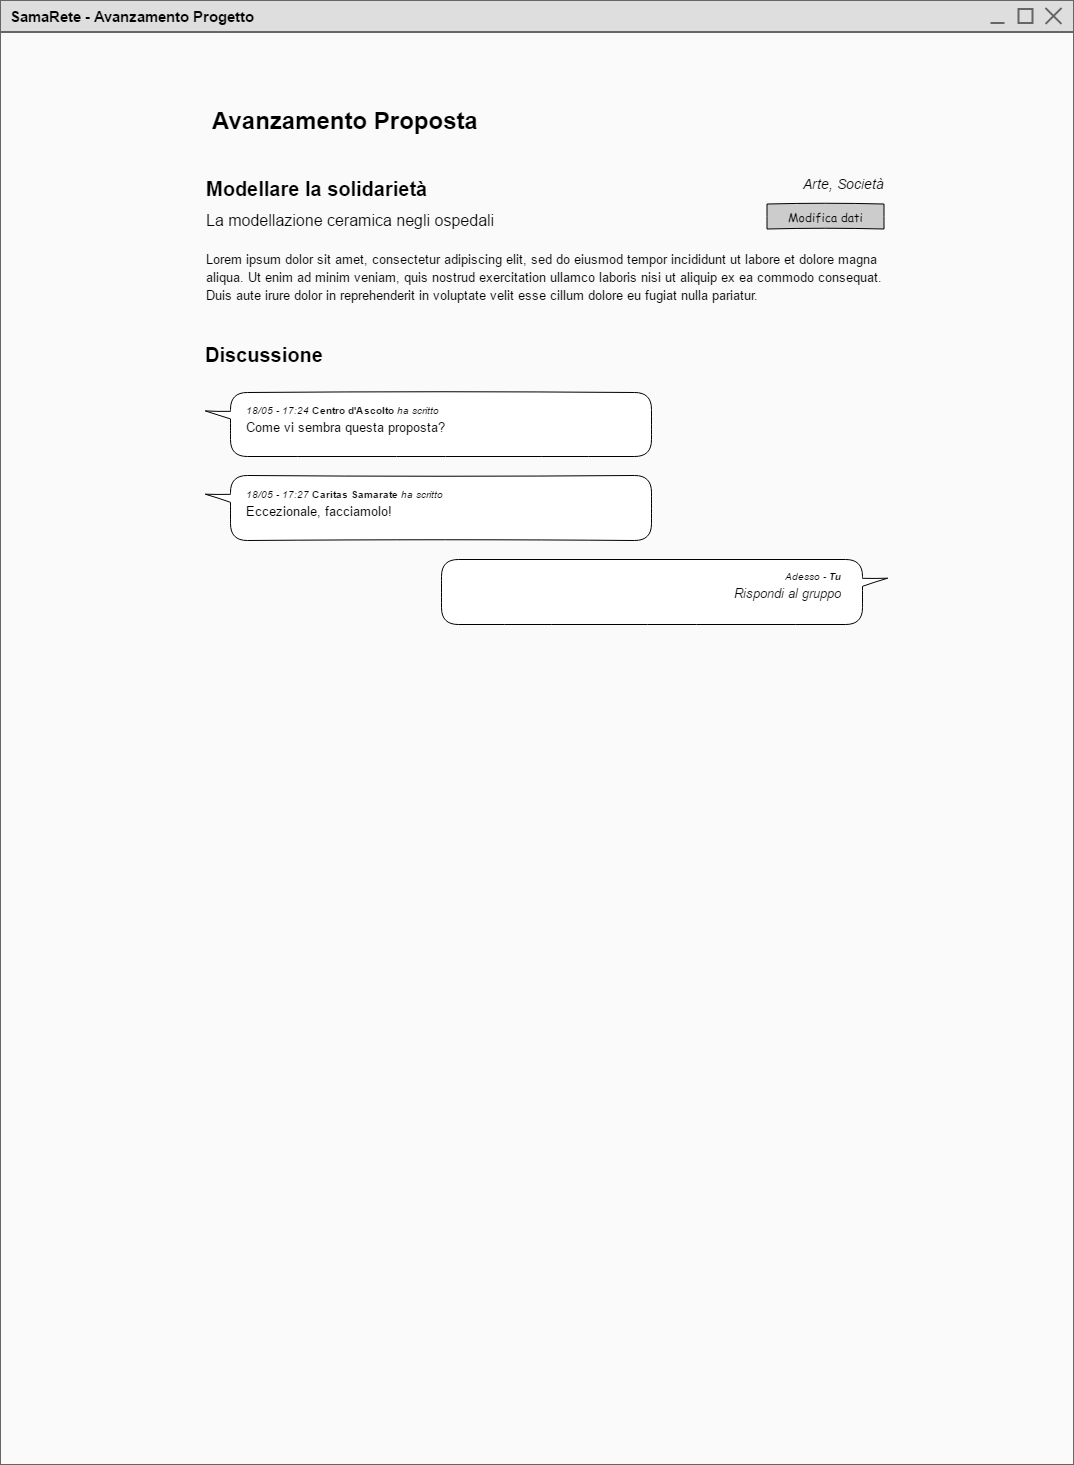 SamaRete - Avanzamento Progetto
Avanzamento Proposta
Modellare la solidarietà
Arte, Società
La modellazione ceramica negli ospedali
Modifica dati
Lorem ipsum dolor sit amet, consectetur adipiscing elit, sed do eiusmod tempor incididunt ut labore et dolore magna
aliqua. Ut enim ad minim veniam, quis nostrud exercitation ullamco laboris nisi ut aliquip ex ea commodo consequat.
Duis aute irure dolor in reprehenderit in voluptate velit esse cillum dolore eu fugiat nulla pariatur.
Discussione
18/05 - 17:24 Centro d'Ascolto ha scritto
Come vi sembra questa proposta?
18/05 - 17:27 Caritas Samarate ha scritto
Eccezionale, facciamolo!
Adesso - Tu
Rispondi al gruppo